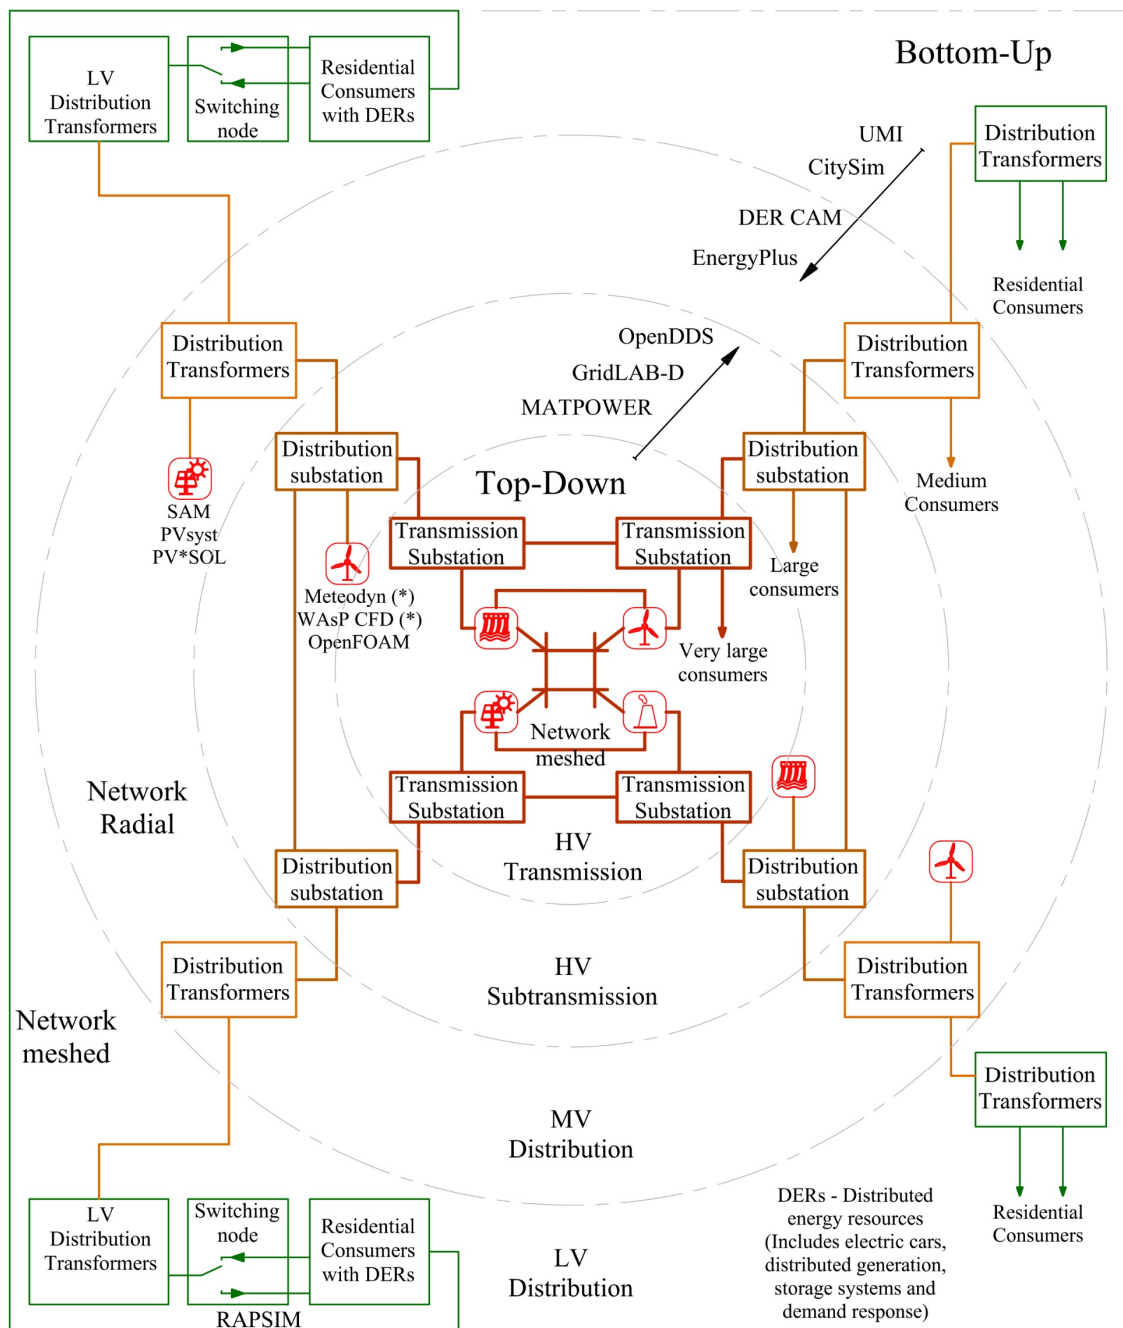 Bottom-Up
LV
Distribution
Transformers
Switching
node
Residential
Consumers
with DERs
UMI
CitySim
DER CAM
EnergyPlus
Distribution
Transformers
Residential
Consumers
Distribution
Transformers
OpenDDS
GridLAB-D
MATPOWER
Distribution
Transformers
Distribution
substation
Top-Down
Distribution
substation
Medium
Consumers
SAM
PVsyst
PV*SOL
Transmission
Substation
Transmission
Substation
Large
consumers
Meteodyn (*)
WAsP CFD (*)
OpenFOAM
Very large
consumers
Network
meshed
Network
Radial
Transmission
Substation
Transmission
Substation
HV
Transmission
Distribution
substation
Distribution
substation
Distribution
Transformers
HV
Subtransmission
Distribution
Transformers
Network
meshed
Distribution
Transformers
MV
Distribution
LV
Distribution
Transformers
Switching
node
Residential
Consumers
with DERs
RAPSIM
LV
Distribution
DERs - Distributed
energy resources
(Includes electric cars,
distributed generation,
storage systems and
demand response)
Residential
Consumers